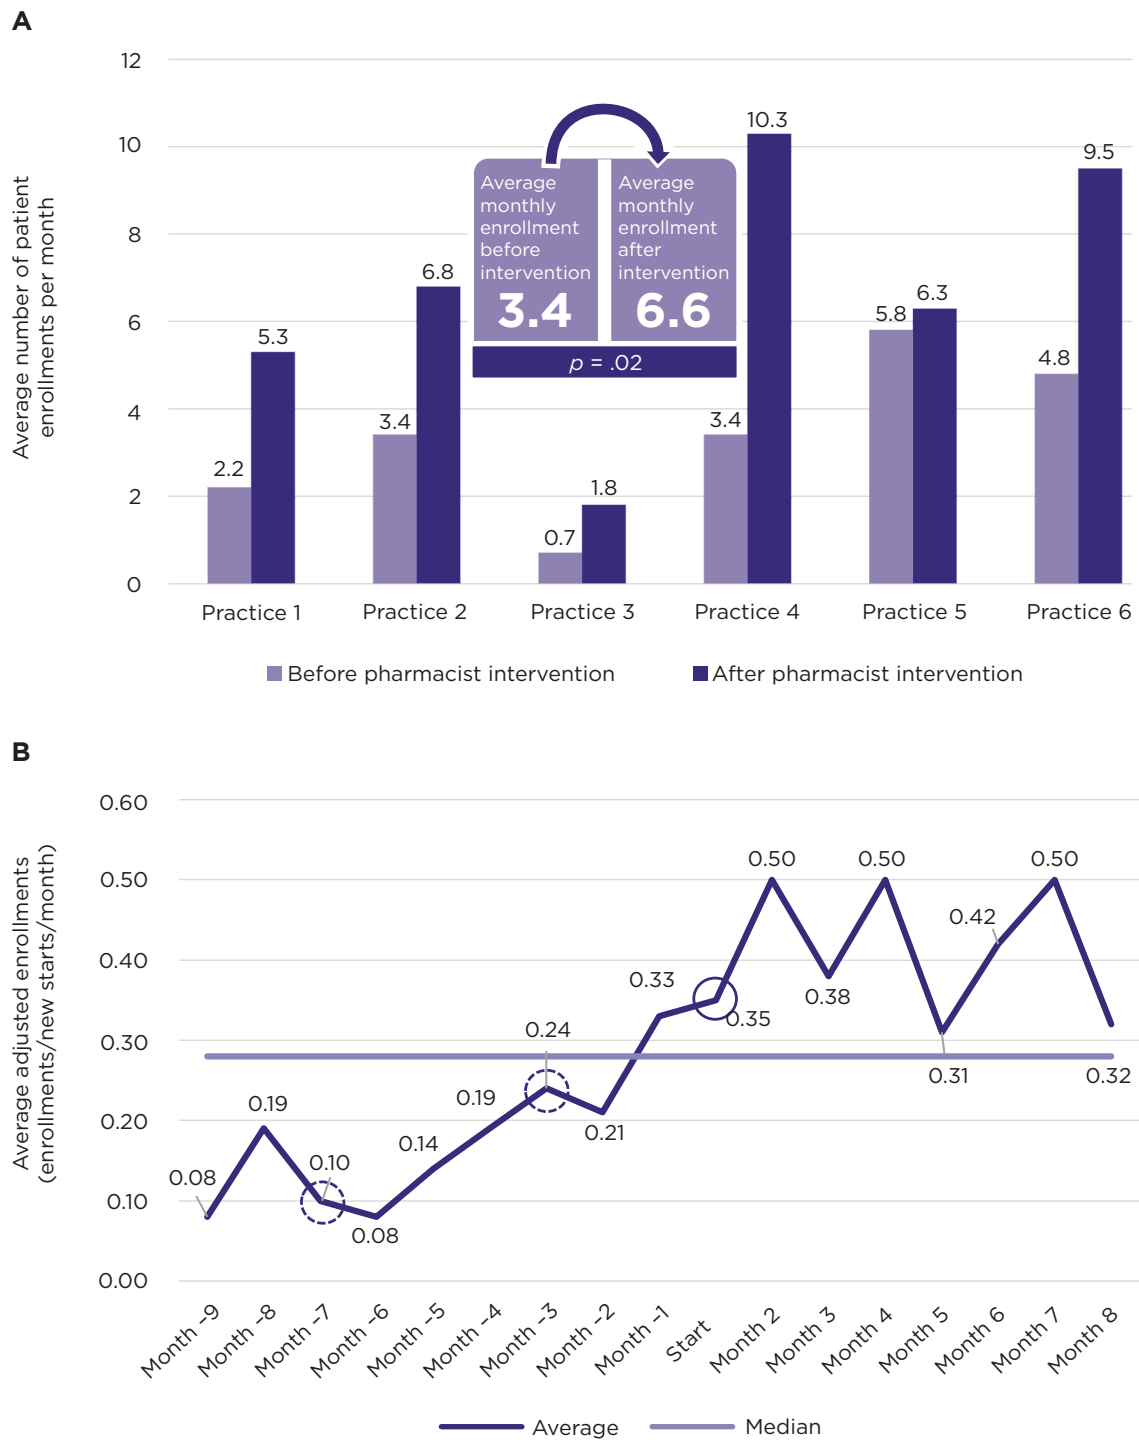 A
12
10
8
6
4
2
0
Average number of patient
enrollments per month
2.2
5.3
3.4
6.8
0.7
1.8
3.4
10.3
5.8
6.3
4.8
9.5
Average
monthly
enrollment
before
intervention
3.4
Average
monthly
enrollment
after
intervention
6.6
p = .02
Practice 1
Practice 2
Practice 3
Practice 4
Practice 5
Practice 6
Before pharmacist intervention
After pharmacist intervention
B
0.60
0.50
0.40
0.30
0.20
0.10
0.00
Average adjusted enrollments
(enrollments/new starts/month)
0.08
0.19
0.10
0.08
0.14
0.19
0.24
0.21
0.33
0.35
0.50
0.38
0.50
0.31
0.42
0.50
0.32
Month -9
Month -8
Month -7
Month -6
Month -5
Month -4
Month -3
Month -2
Month -1
Start
Month 2
Month 3
Month 4
Month 5
Month 6
Month 7
Month 8
Average
Median